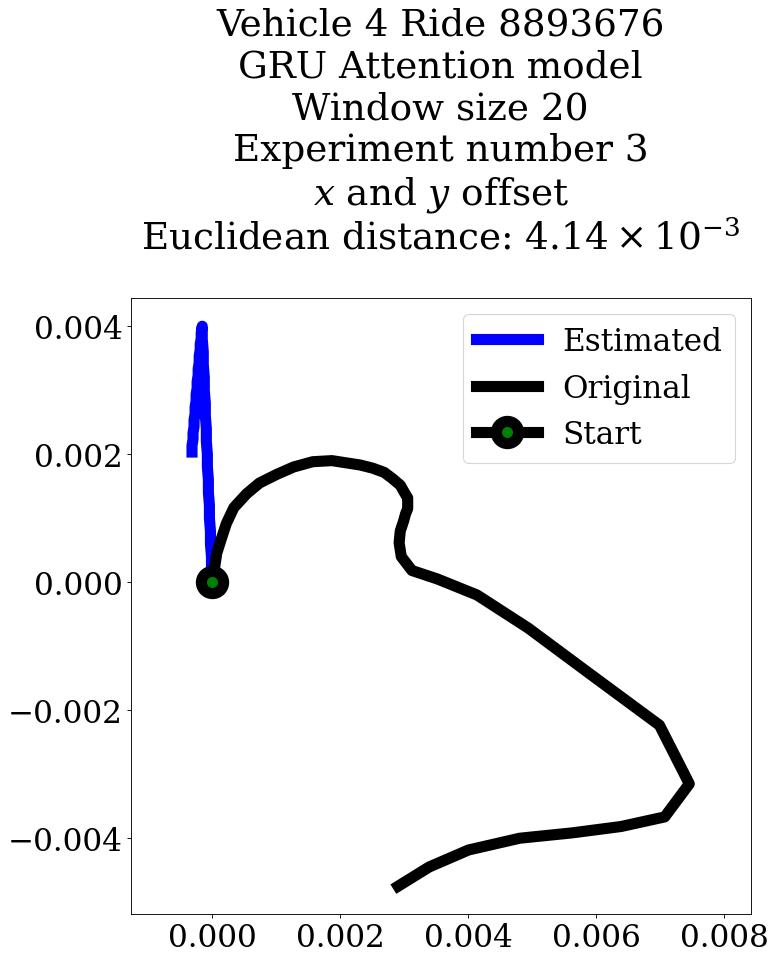 Vehicle 4 Ride 8893676
GRU Attention model
Window size 20
Experiment number 3
x and y offset
Euclidean distance: 4.14 × 10⁻³
Estimated
Original
Start
0.004
0.002
0.000
−0.002
−0.004
0.000 0.002 0.004 0.006 0.008